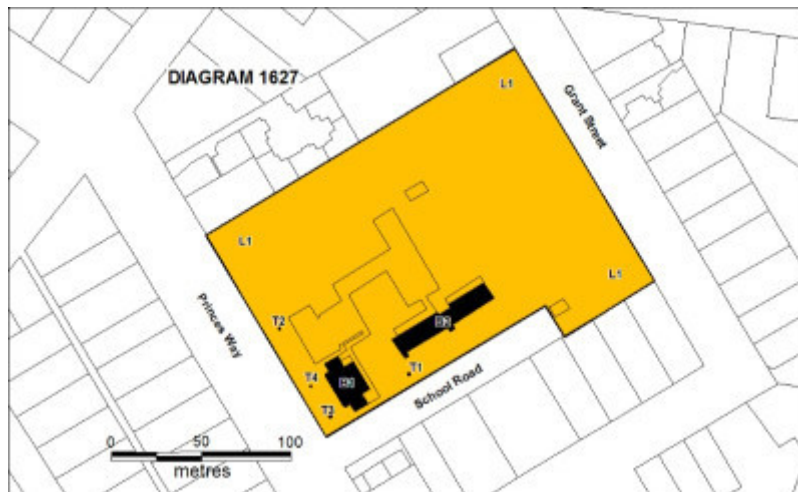 DIAGRAM 1627
L1
Grant Street
L1
L1
Princes Way
T2
B2
T1
T4
School Road
T3
0 50 100
metres